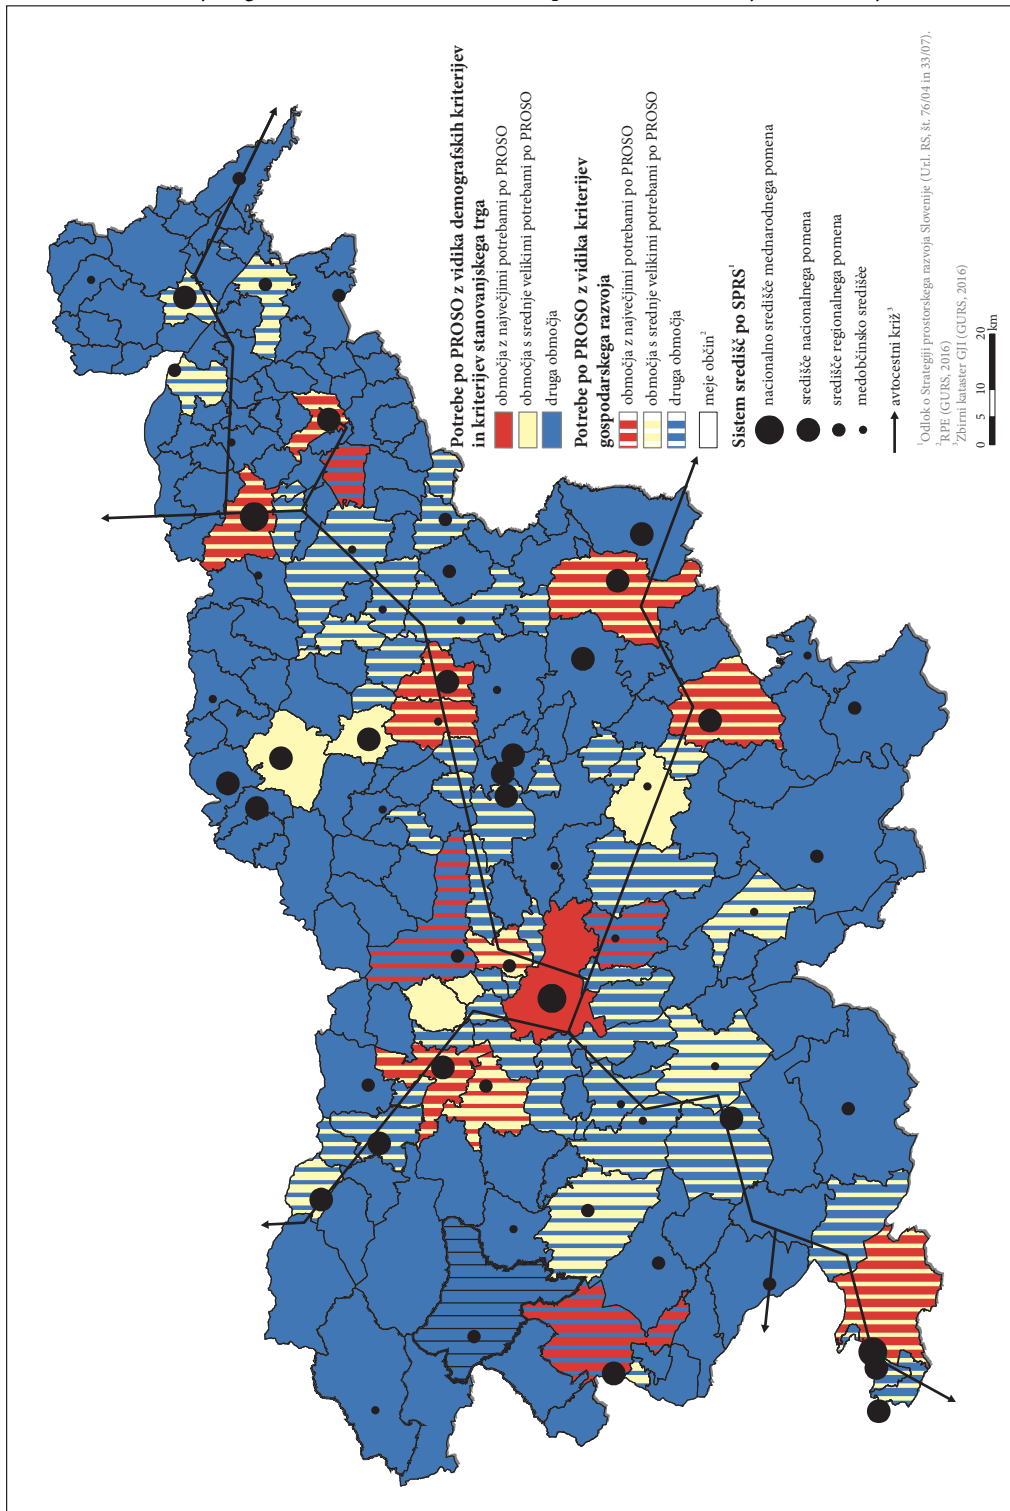 Potrebe po PROSO z vidika demografskih kriterijev
in kriterijev stanovanjskega trga
območja z največjimi potrebami po PROSO
območja s srednje velikimi potrebami po PROSO
druga območja
Potrebe po PROSO z vidika kriterijev
gospodarskega razvoja
območja z največjimi potrebami po PROSO
območja s srednje velikimi potrebami po PROSO
druga območja
meje občin²
Sistem središč po SPRS¹
nacionalno središče mednarodnega pomena
središče nacionalnega pomena
središče regionalnega pomena
medobčinsko središèe
avtocestni križ³
¹Odlok o Strategiji prostorskega razvoja Slovenije (Ur.l. RS, št. 76/04 in 33/07).
²RPE (GURS, 2016)
³Zbirni kataster GJI (GURS, 2016)
0 5 10 20
km